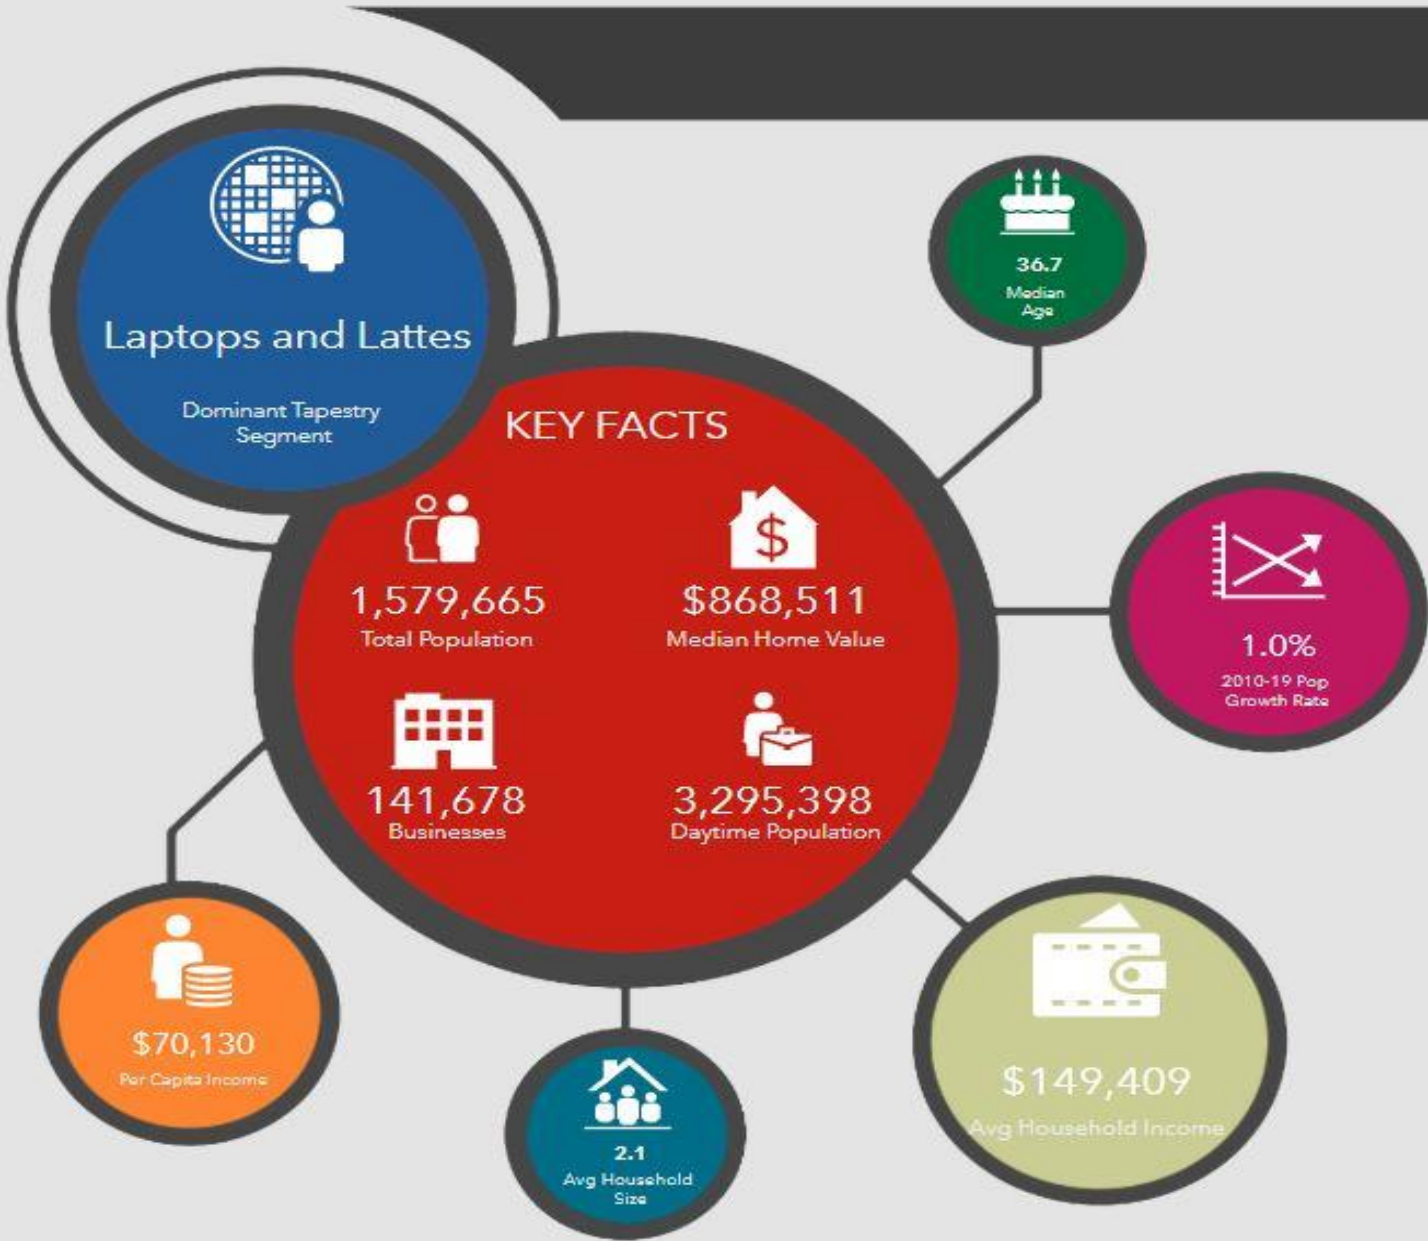 Laptops and Lattes
Dominant Tapestry
Segment
KEY FACTS
1,579,665
Total Population
$868,511
Median Home Value
141,678
Businesses
3,295,398
Daytime Population
36.7
Median
Age
1.0%
2010-19 Pop
Growth Rate
$70,130
Per Capita Income
2.1
Avg Household
Size
$149,409
Avg Household Income